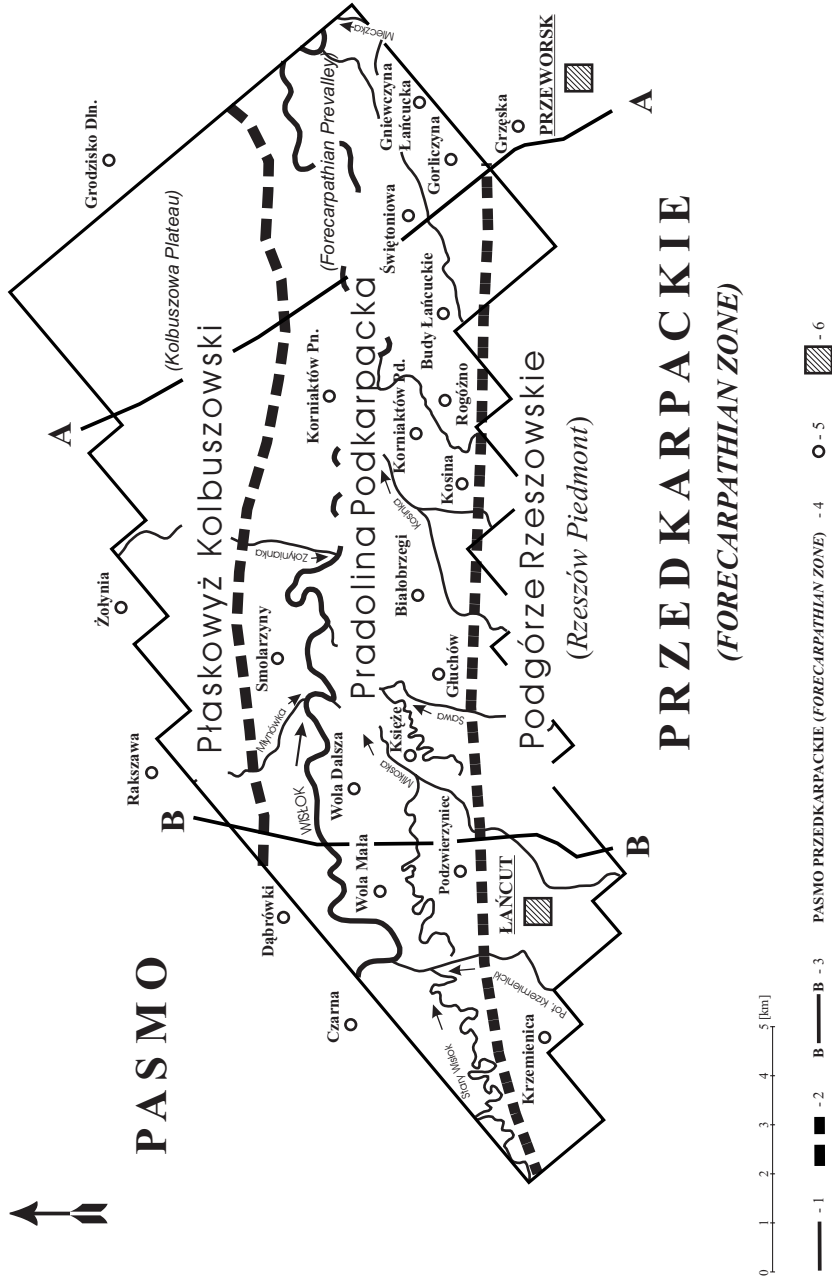 PASMO
PRZEDKARPACKIE
(FORECARPATHIAN ZONE)
Płaskowyż Kolbuszowski
(Kolbuszowa Plateau)
Pradolina Podkarpacka
(Forecarpathian Prevalley)
Podgórze Rzeszowskie
(Rzeszów Piedmont)
Grodzisko Dln.
Żołynia
Rakszawa
Dąbrówki
Czarna
Smolarzyny
Wola Dalsza
Wola Mała
Korniaktów Pn.
Korniaktów Pd.
Białobrzegi
Głuchów
Księże
Podzwierzyniec
ŁAŃCUT
Krzemienica
Kosina
Rogóżno
Budy Łańcuckie
Świętoniowa
Gniewczyna
Łańcucka
Gorliczyna
Grzęska
PRZEWORSK
Mleczka
Żołynianka
Młynówka
WISŁOK
Kosinka
Sawa
Mikośka
Stary Wisłok
Pot. Krzemienicki
A
A
B
B
0 1 2 3 4 5 [km]
- 1
- 2
B B - 3
PASMO PRZEDKARPACKIE (FORECARPATHIAN ZONE) - 4
- 5
- 6